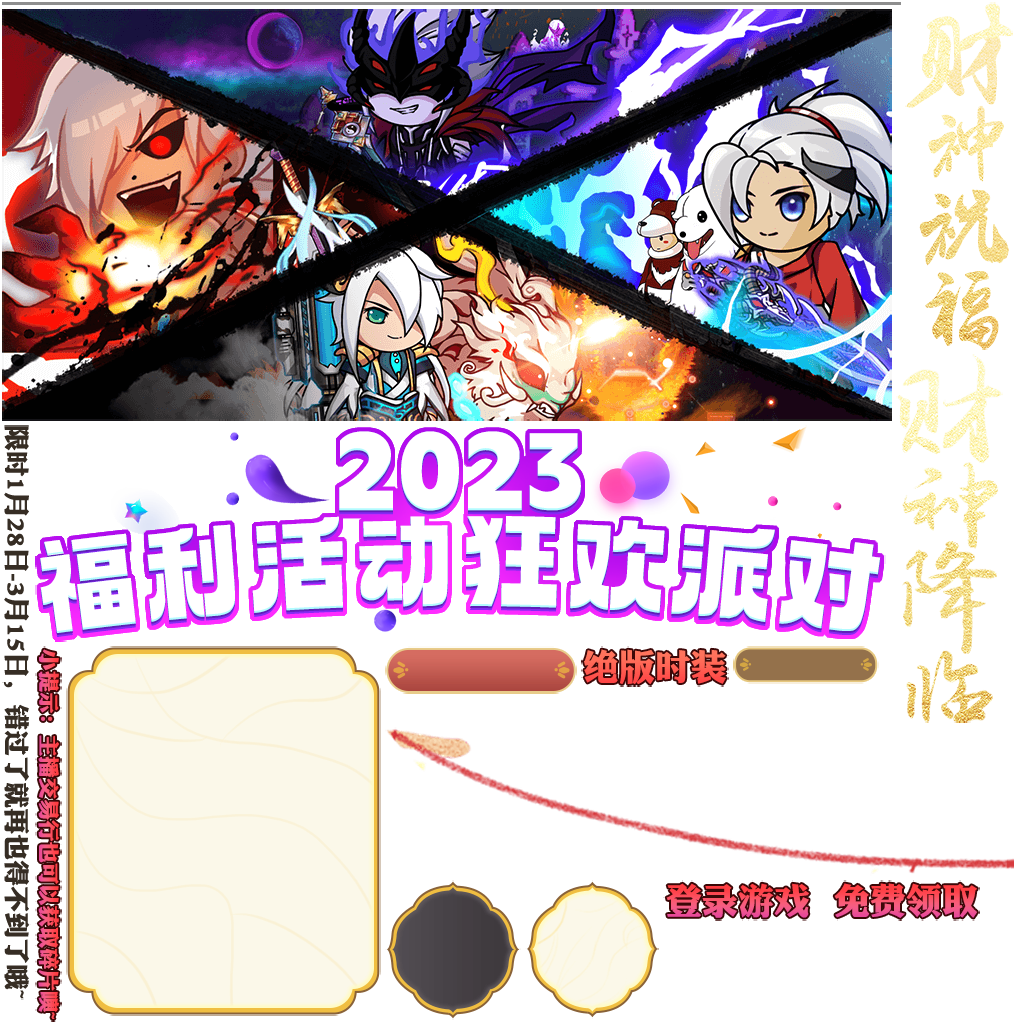 财神祝福
财神降临
2023
福利活动狂欢派对
限时1月28日-3月15日，错过了就再也得不到了哦~
小提示：主播交易行也可以获取碎片噢~
绝版时装
登录游戏 免费领取